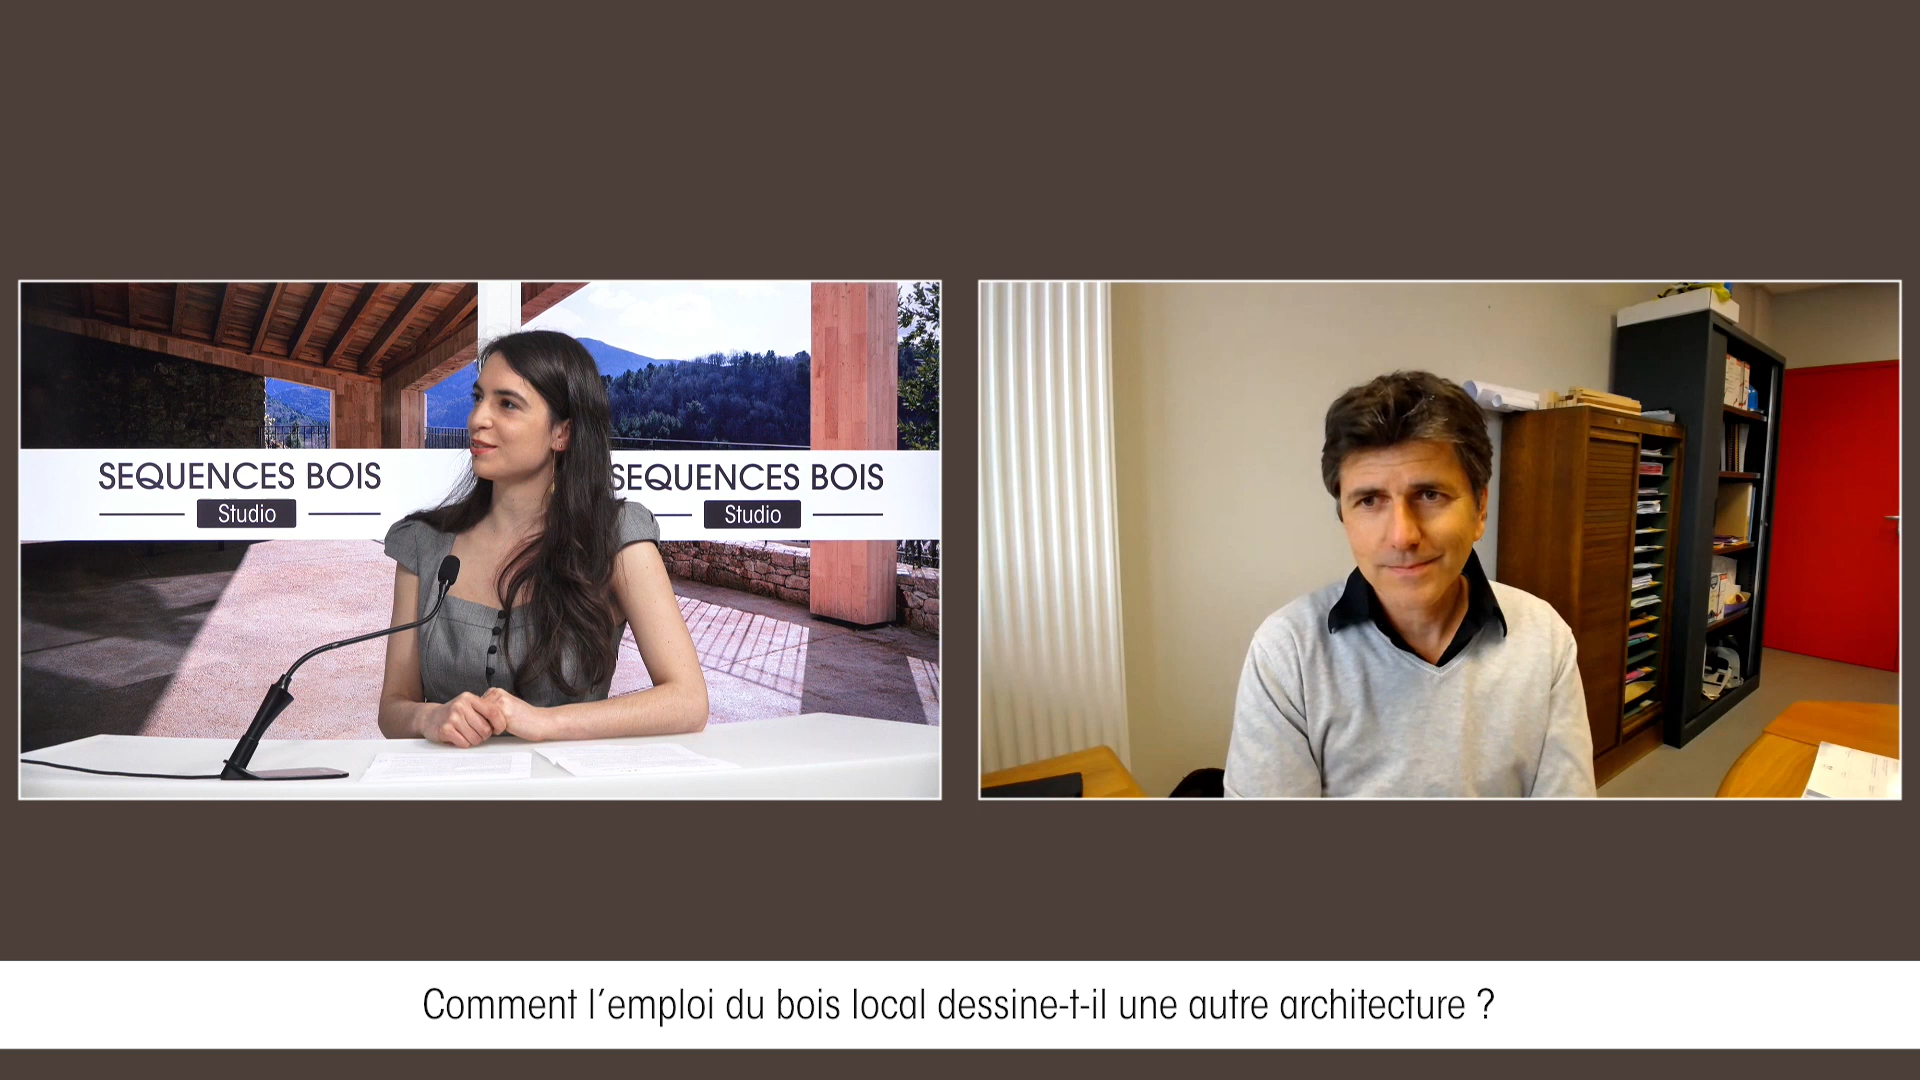 SEQUENCES BOIS
Studio
SEQUENCES BOIS
Studio
Comment l'emploi du bois local dessine-t-il une autre architecture ?